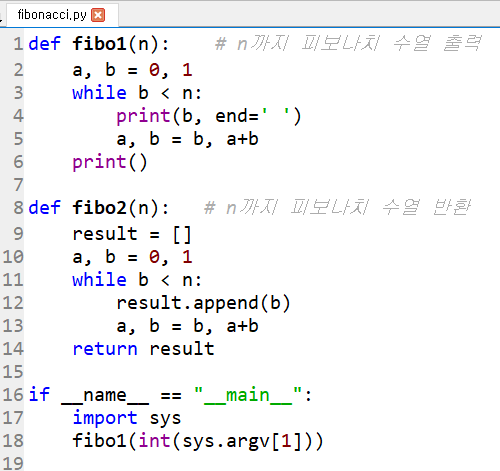 fibonacci.py
1 def fibo1(n):    # n까지 피보나치 수열 출력
2     a, b = 0, 1
3     while b < n:
4         print(b, end=' ')
5         a, b = b, a+b
6     print()
7
8 def fibo2(n):   # n까지 피보나치 수열 반환
9     result = []
10     a, b = 0, 1
11     while b < n:
12         result.append(b)
13         a, b = b, a+b
14     return result
15
16 if __name__ == "__main__":
17     import sys
18     fibo1(int(sys.argv[1]))
19